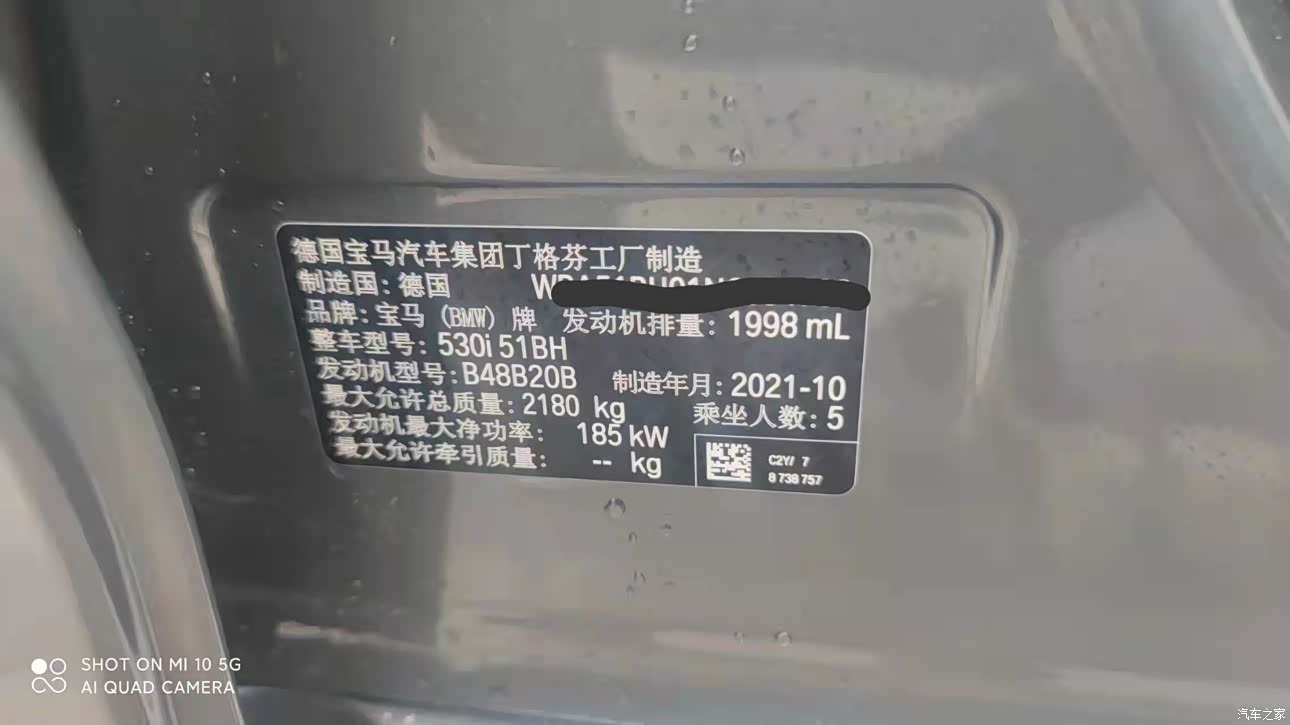 德国宝马汽车集团丁格芬工厂制造
制造国: 德国
品牌: 宝马 (BMW) 牌 发动机排量: 1998 mL
整车型号: 530i 51BH
发动机型号: B48B20B 制造年月: 2021-10
最大允许总质量: 2180 kg 乘坐人数: 5
发动机最大净功率: 185 kW
最大允许牵引质量: -- kg
C2Y/ 7
8 738 757
SHOT ON MI 10 5G
AI QUAD CAMERA
汽车之家